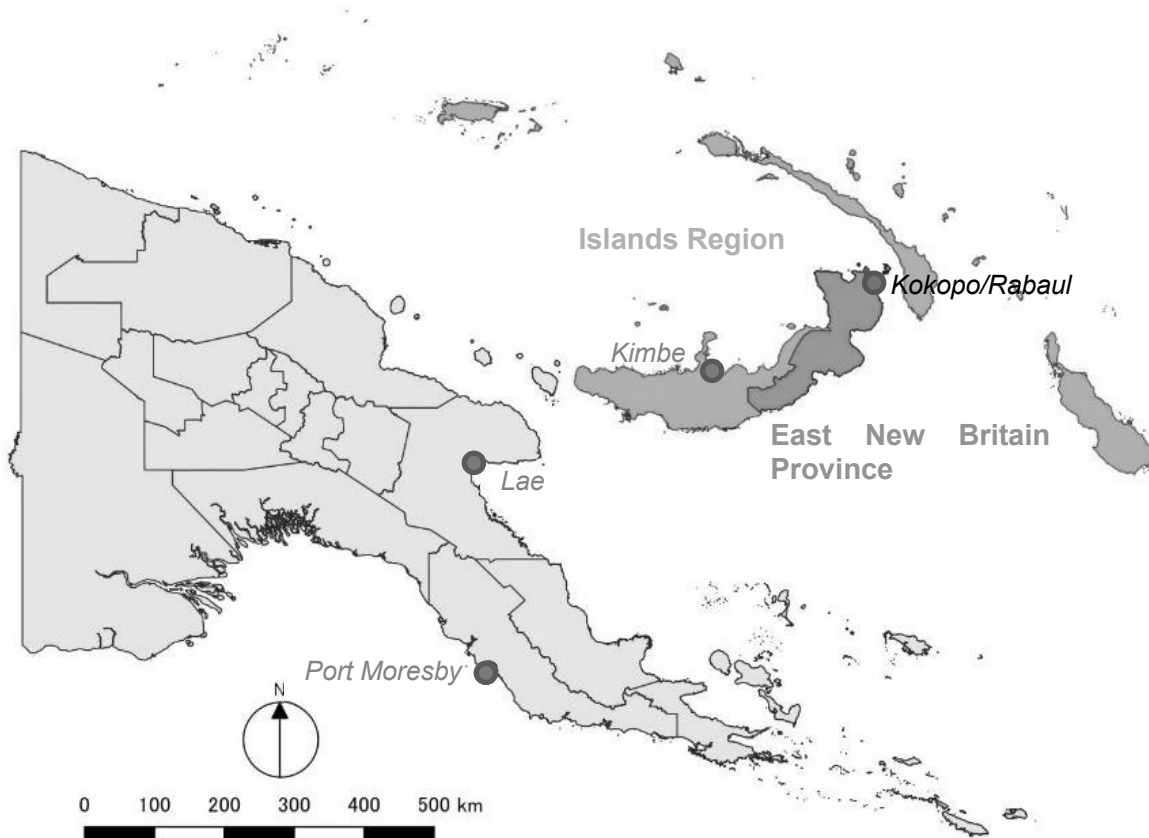 Islands Region
Kokopo/Rabaul
Kimbe
East New Britain
Province
Lae
Port Moresby
N
0 100 200 300 400 500 km